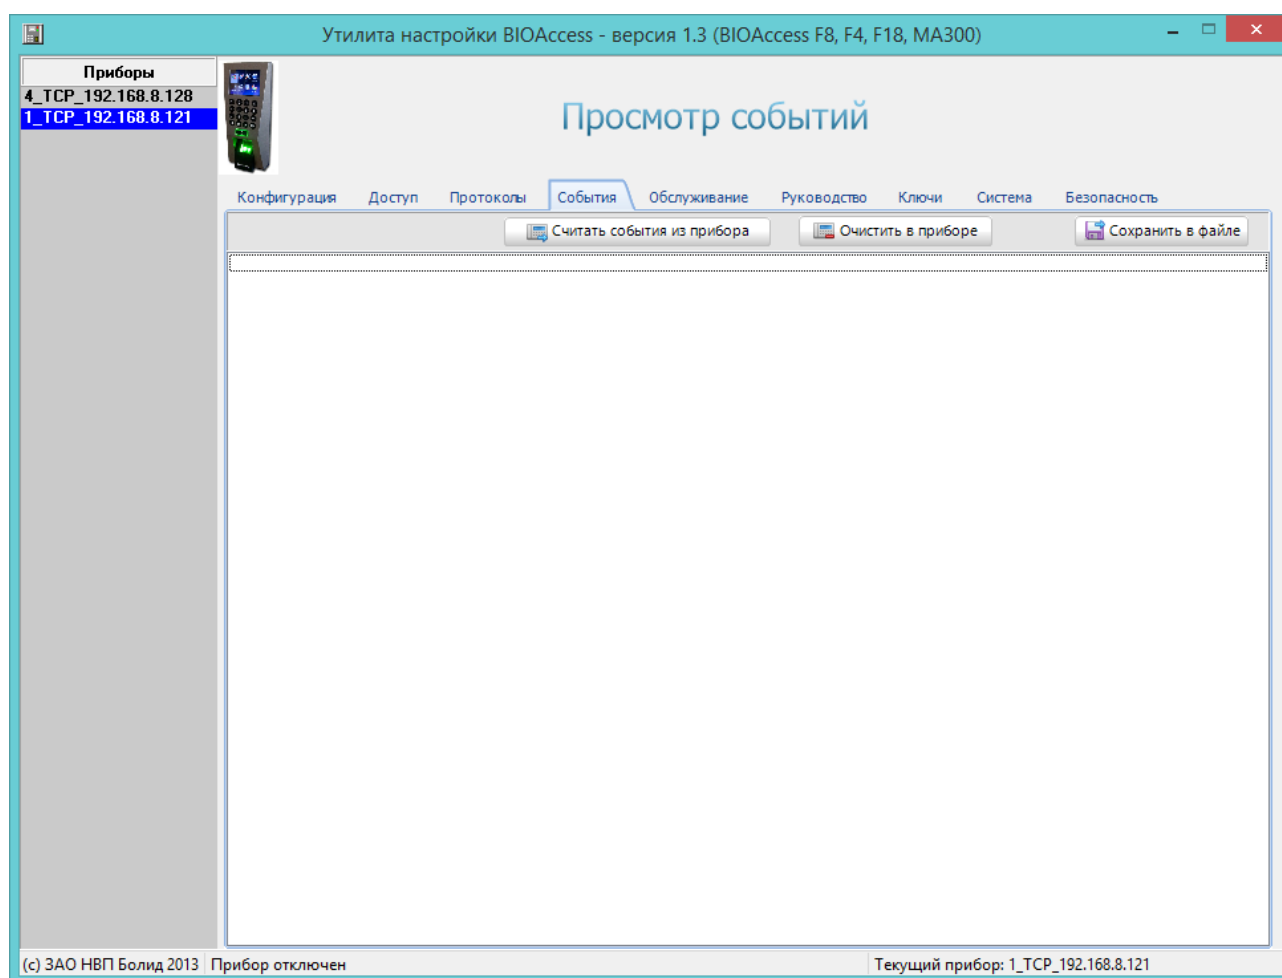 Утилита настройки BIOAccess - версия 1.3 (BIOAccess F8, F4, F18, MA300)
Приборы
4_TCP_192.168.8.128
1_TCP_192.168.8.121
Просмотр событий
Конфигурация Доступ Протоколы События Обслуживание Руководство Ключи Система Безопасность
Считать события из прибора Очистить в приборе Сохранить в файле
(c) ЗАО НВП Болид 2013 Прибор отключен Текущий прибор: 1_TCP_192.168.8.121